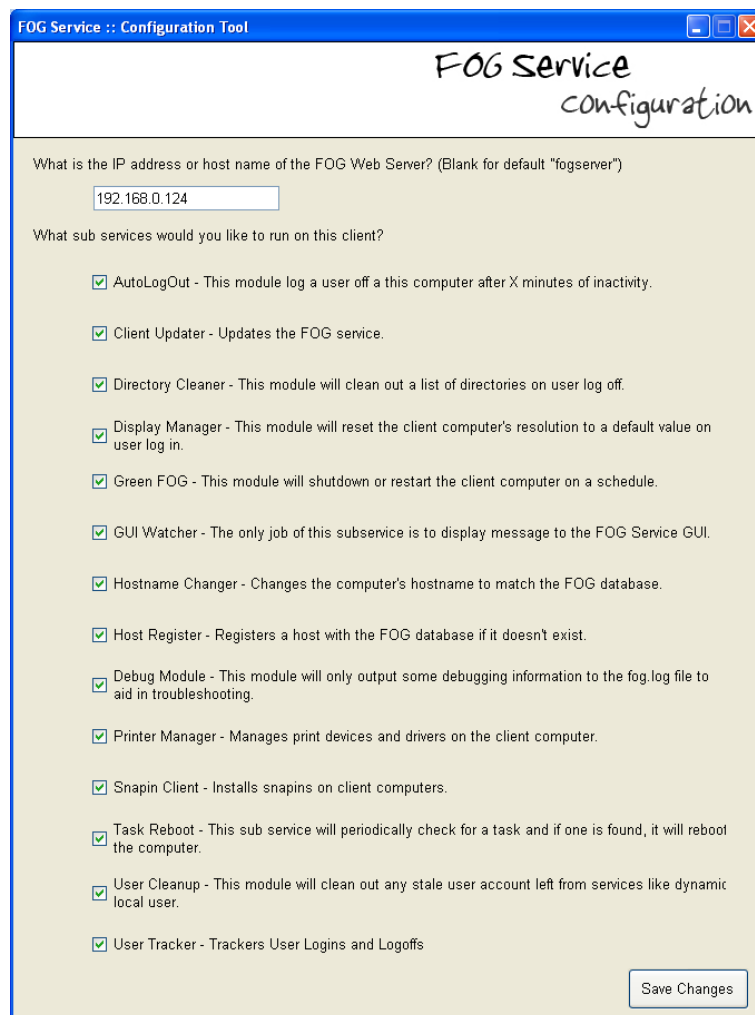 FOG Service :: Configuration Tool
FOG Service
configuration
What is the IP address or host name of the FOG Web Server? (Blank for default "fogserver")
192.168.0.124
What sub services would you like to run on this client?
AutoLogOut - This module log a user off a this computer after X minutes of inactivity.
Client Updater - Updates the FOG service.
Directory Cleaner - This module will clean out a list of directories on user log off.
Display Manager - This module will reset the client computer's resolution to a default value on
user log in.
Green FOG - This module will shutdown or restart the client computer on a schedule.
GUI Watcher - The only job of this subservice is to display message to the FOG Service GUI.
Hostname Changer - Changes the computer's hostname to match the FOG database.
Host Register - Registers a host with the FOG database if it doesn't exist.
Debug Module - This module will only output some debugging information to the fog.log file to
aid in troubleshooting.
Printer Manager - Manages print devices and drivers on the client computer.
Snapin Client - Installs snapins on client computers.
Task Reboot - This sub service will periodically check for a task and if one is found, it will reboot
the computer.
User Cleanup - This module will clean out any stale user account left from services like dynamic
local user.
User Tracker - Trackers User Logins and Logoffs
Save Changes